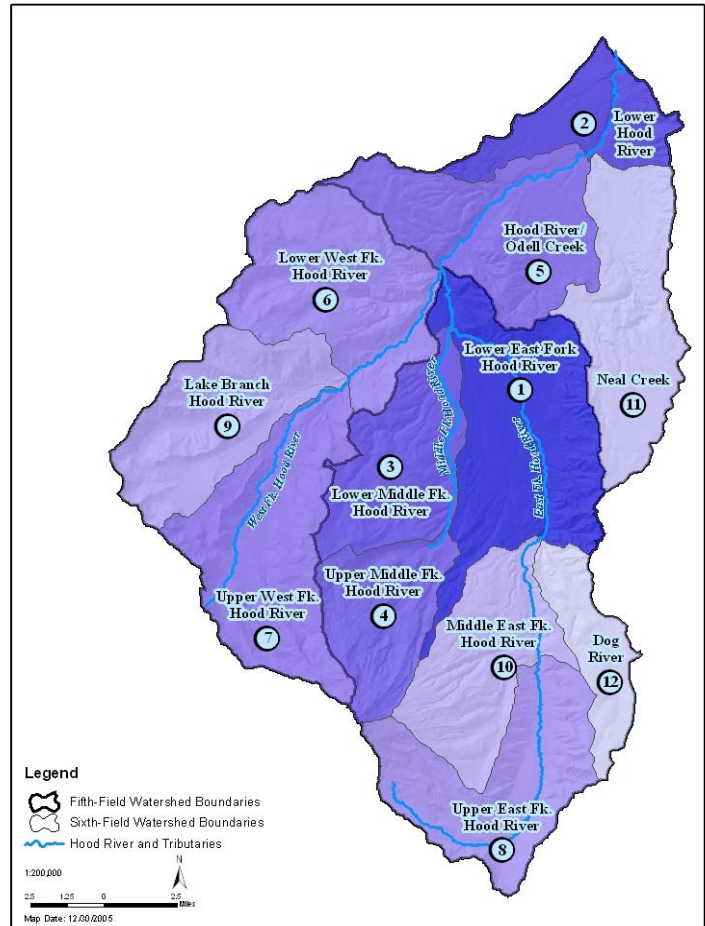 2
Lower
Hood
River
Hood River/
Odell Creek
5
Lower West Fk.
Hood River
6
Lower East Fork
Hood River
1
Neal Creek
11
Lake Branch
Hood River
9
Middle Fk. Hood River
East Fk. Hood River
West Fk. Hood River
3
Lower Middle Fk.
Hood River
Upper Middle Fk.
Hood River
4
Upper West Fk.
Hood River
7
Middle East Fk.
Hood River
10
Dog
River
12
Upper East Fk.
Hood River
8
Legend
Fifth-Field Watershed Boundaries
Sixth-Field Watershed Boundaries
Hood River and Tributaries
N
1:200,000
2.5 1.25 0 2.5
Miles
Map Date: 12/30/2005